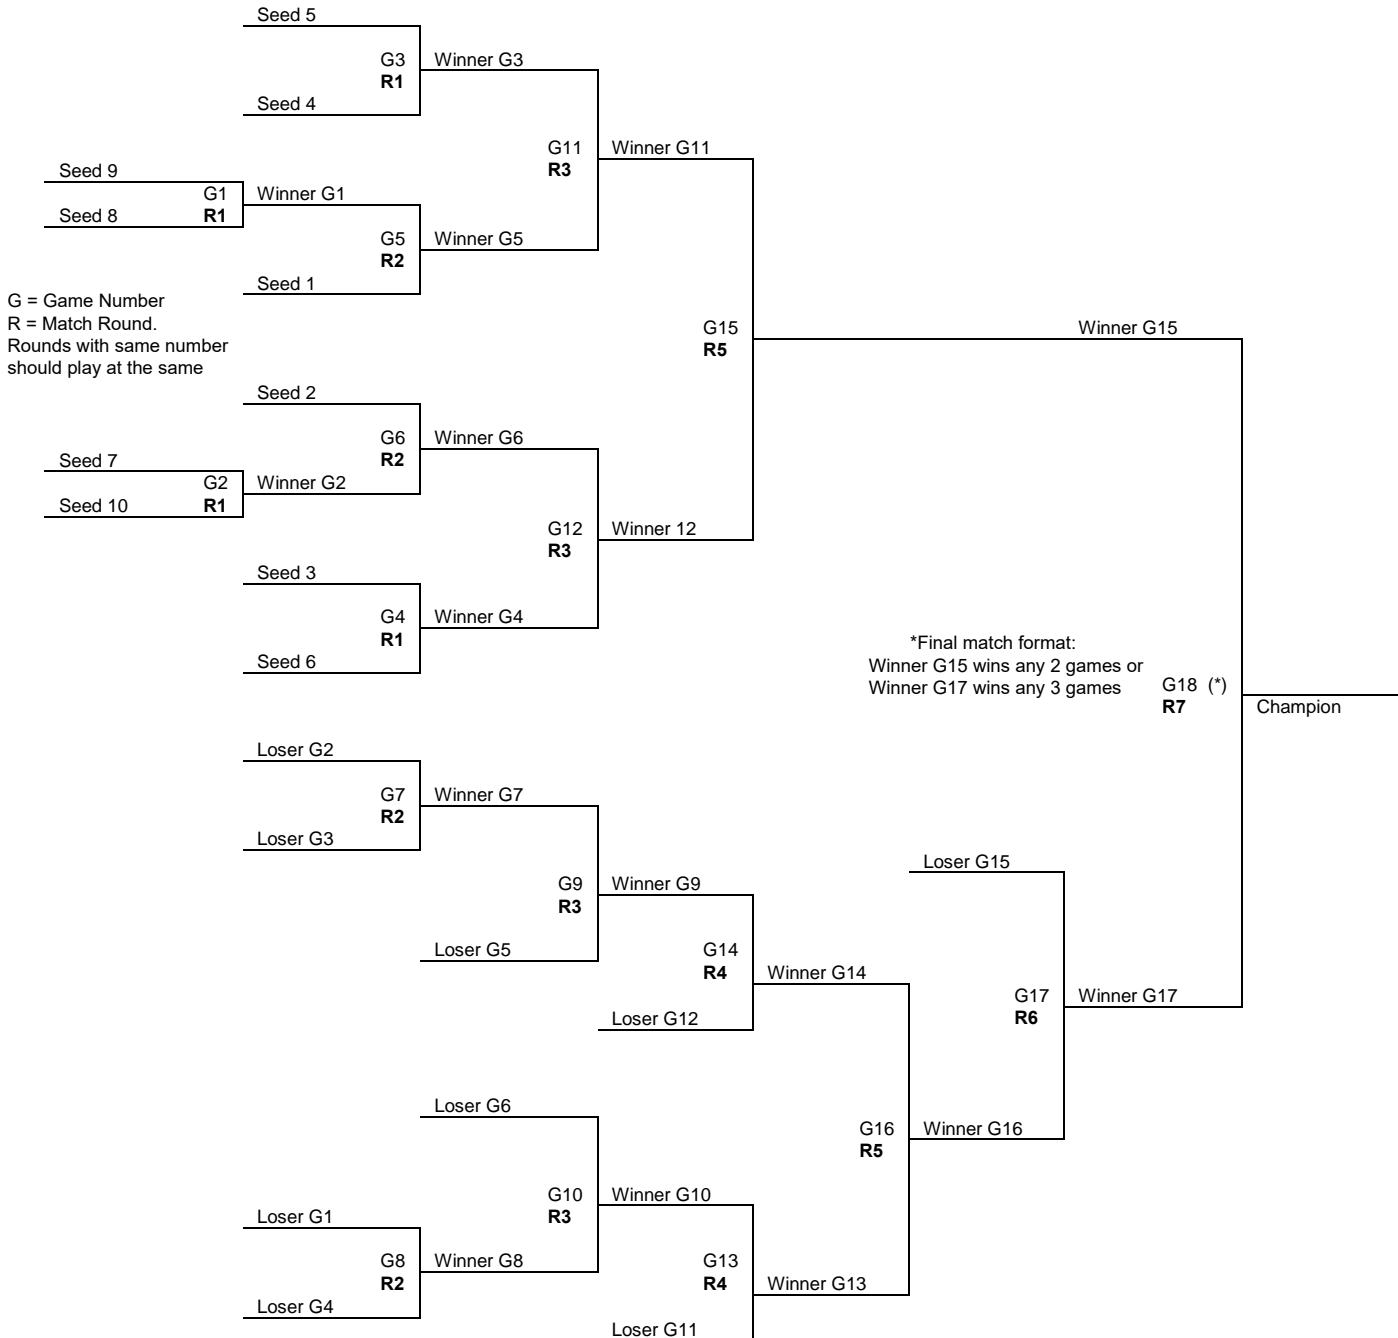 Seed 5
G3
R1
Winner G3
Seed 4
G11
R3
Winner G11
Seed 9
G1
R1
Winner G1
Seed 8
G5
R2
Winner G5
Seed 1
G = Game Number
R = Match Round.
Rounds with same number
should play at the same
G15
R5
Winner G15
Seed 2
G6
R2
Winner G6
Seed 7
G2
R1
Winner G2
Seed 10
G12
R3
Winner 12
Seed 3
G4
R1
Winner G4
Seed 6
*Final match format:
Winner G15 wins any 2 games or
Winner G17 wins any 3 games
G18 (*)
R7
Champion
Loser G2
G7
R2
Winner G7
Loser G3
G9
R3
Winner G9
Loser G15
Loser G5
G14
R4
Winner G14
Loser G12
G17
R6
Winner G17
Loser G6
G16
R5
Winner G16
G10
R3
Winner G10
Loser G1
G8
R2
Winner G8
Loser G4
G13
R4
Winner G13
Loser G11